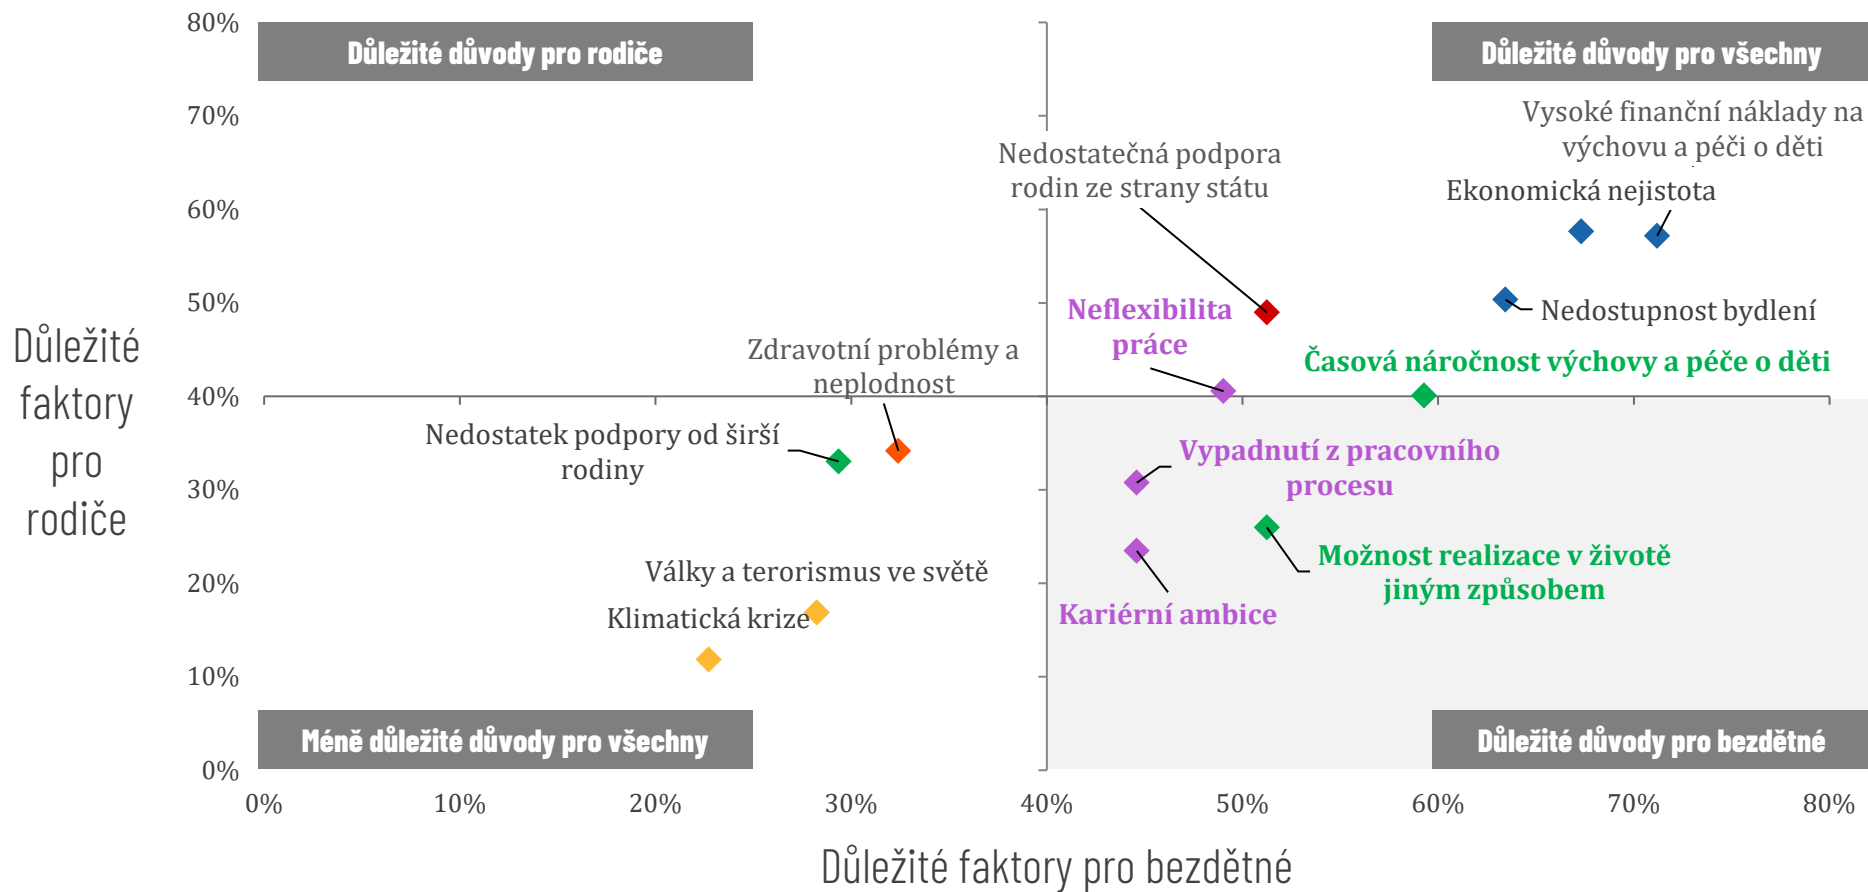 80%
Důležité důvody pro rodiče
Důležité důvody pro všechny
70%
Vysoké finanční náklady na
výchovu a péči o děti
Nedostatečná podpora
rodin ze strany státu
60%
Ekonomická nejistota
50%
Neflexibilita
práce
Nedostupnost bydlení
Důležité
faktory
pro
rodiče
Zdravotní problémy a
neplodnost
Časová náročnost výchovy a péče o děti
40%
Nedostatek podpory od širší
rodiny
Vypadnutí z pracovního
procesu
30%
Možnost realizace v životě
jiným způsobem
Války a terorismus ve světě
20%
Klimatická krize
Kariérní ambice
10%
Méně důležité důvody pro všechny
Důležité důvody pro bezdětné
0%
0%
10%
20%
30%
40%
50%
60%
70%
80%
Důležité faktory pro bezdětné